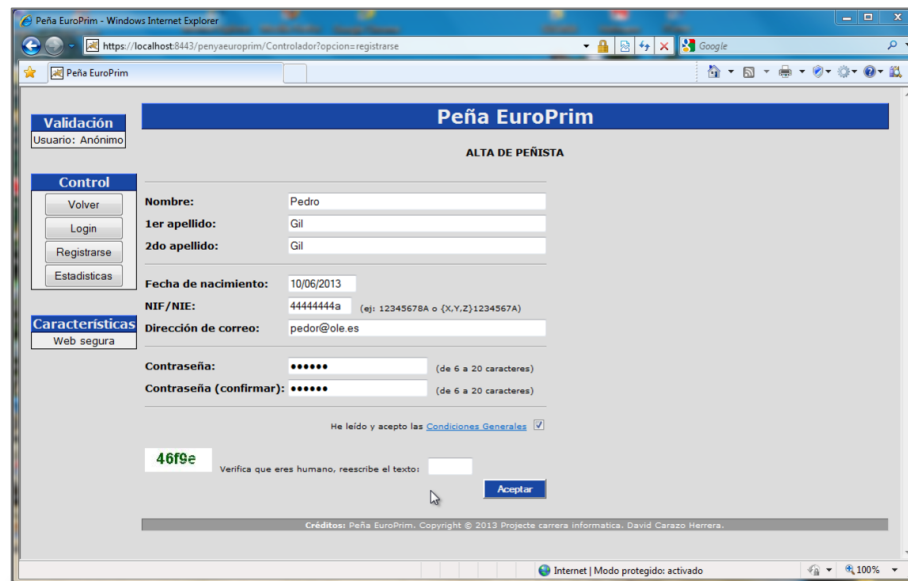 Peña EuroPrim - Windows Internet Explorer
https://localhost:8443/penyaeuroprim/Controlador?opcion=registrarse
Google
Peña EuroPrim
Validación
Usuario: Anónimo
Control
Volver
Login
Registrarse
Estadisticas
Características
Web segura
Peña EuroPrim
ALTA DE PEÑISTA
Nombre: Pedro
1er apellido: Gil
2do apellido: Gil
Fecha de nacimiento: 10/06/2013
NIF/NIE: 44444444a (ej: 12345678A o {X,Y,Z}1234567A)
Dirección de correo: pedor@ole.es
Contraseña: •••••• (de 6 a 20 caracteres)
Contraseña (confirmar): •••••• (de 6 a 20 caracteres)
He leído y acepto las Condiciones Generales
46f9e Verifica que eres humano, reescribe el texto:
Aceptar
Créditos: Peña EuroPrim. Copyright © 2013 Projecte carrera informatica. David Carazo Herrera.
Internet | Modo protegido: activado
100%